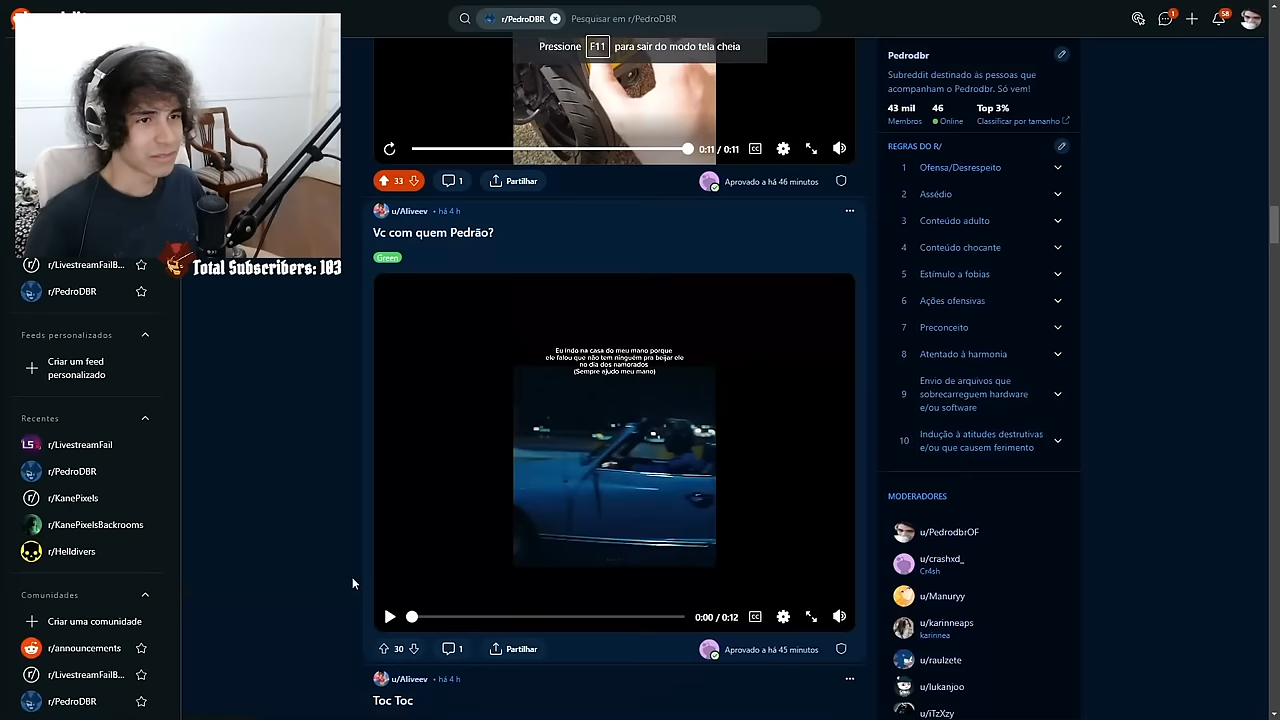 r/PedroDBR
Pesquisar em r/PedroDBR
1
58
Pressione F11 para sair do modo tela cheia
Total Subscribers: 183
r/LivestreamFailB...
r/PedroDBR
Feeds personalizados
Criar um feed
personalizado
Recentes
r/LivestreamFail
r/PedroDBR
r/KanePixels
r/KanePixelsBackrooms
r/Helldivers
Comunidades
Criar uma comunidade
r/announcements
r/LivestreamFailB...
r/PedroDBR
0:11 / 0:11
33
1
Partilhar
Aprovado a há 46 minutos
u/Aliveev • há 4 h
Vc com quem Pedrão?
Green
Eu indo na casa do meu mano porque
ele falou que não tem ninguém pra beijar ele
no dia dos namorados
(Sempre ajudo meu mano)
0:00 / 0:12
30
1
Partilhar
Aprovado a há 45 minutos
u/Aliveev • há 4 h
Toc Toc
Pedrodbr
Subreddit destinado às pessoas que
acompanham o Pedrodbr. Só vem!
43 mil 46 Top 3%
Membros Online Classificar por tamanho
REGRAS DO R/
1 Ofensa/Desrespeito
2 Assédio
3 Conteúdo adulto
4 Conteúdo chocante
5 Estímulo a fobias
6 Ações ofensivas
7 Preconceito
8 Atentado à harmonia
9 Envio de arquivos que
sobrecarreguem hardware
e/ou software
10 Indução à atitudes destrutivas
e/ou que causem ferimento
MODERADORES
u/PedrodbrOF
u/crashxd_
Cr4sh
u/Manuryy
u/karinneaps
karinnea
u/raulzete
u/lukanjoo
u/iTzXzy